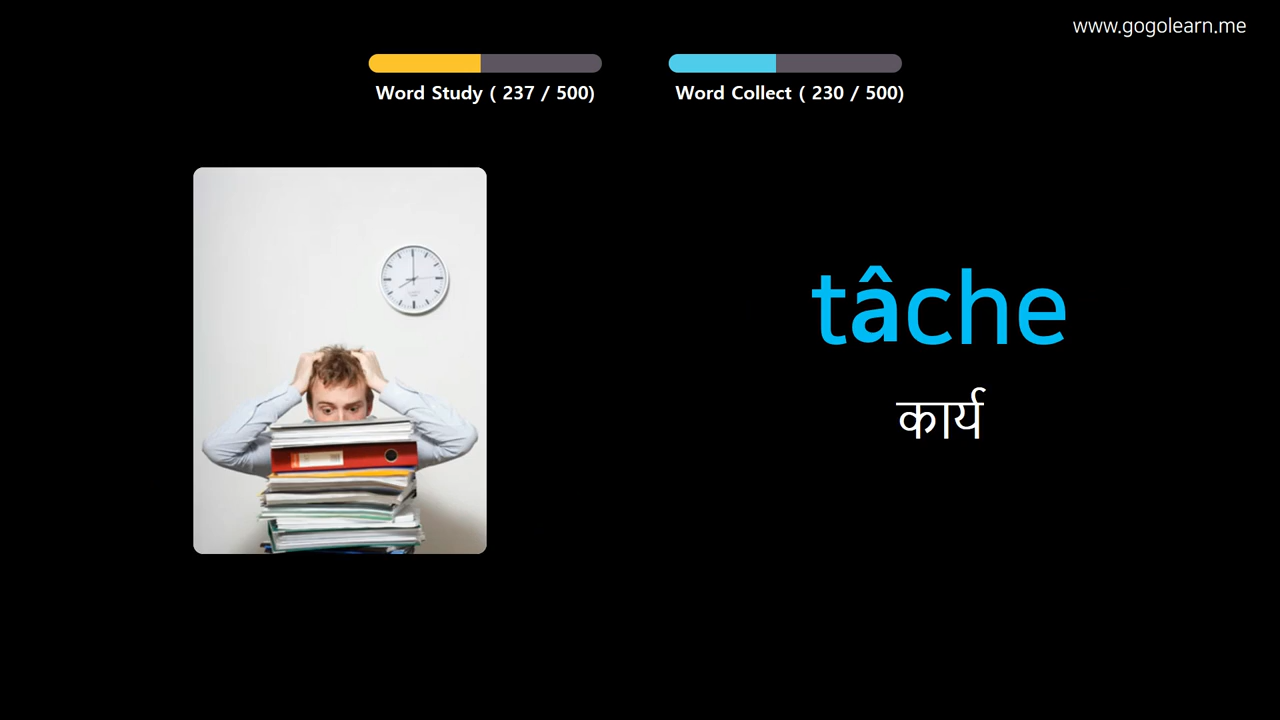 www.gogolearn.me
Word Study ( 237 / 500)
Word Collect ( 230 / 500)
tâche
कार्य